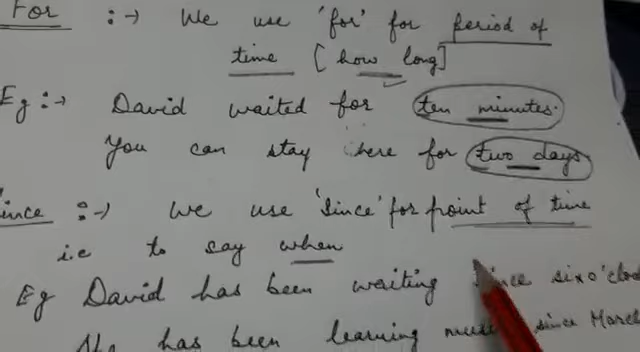 For :→ We use 'for' for period of
time [how long]
Eg :→ David waited for ten minutes.
You can stay here for two days.
Since :→ We use 'since' for point of time
i.e to say when
Eg David has been waiting since six o'clo
has been learning since March